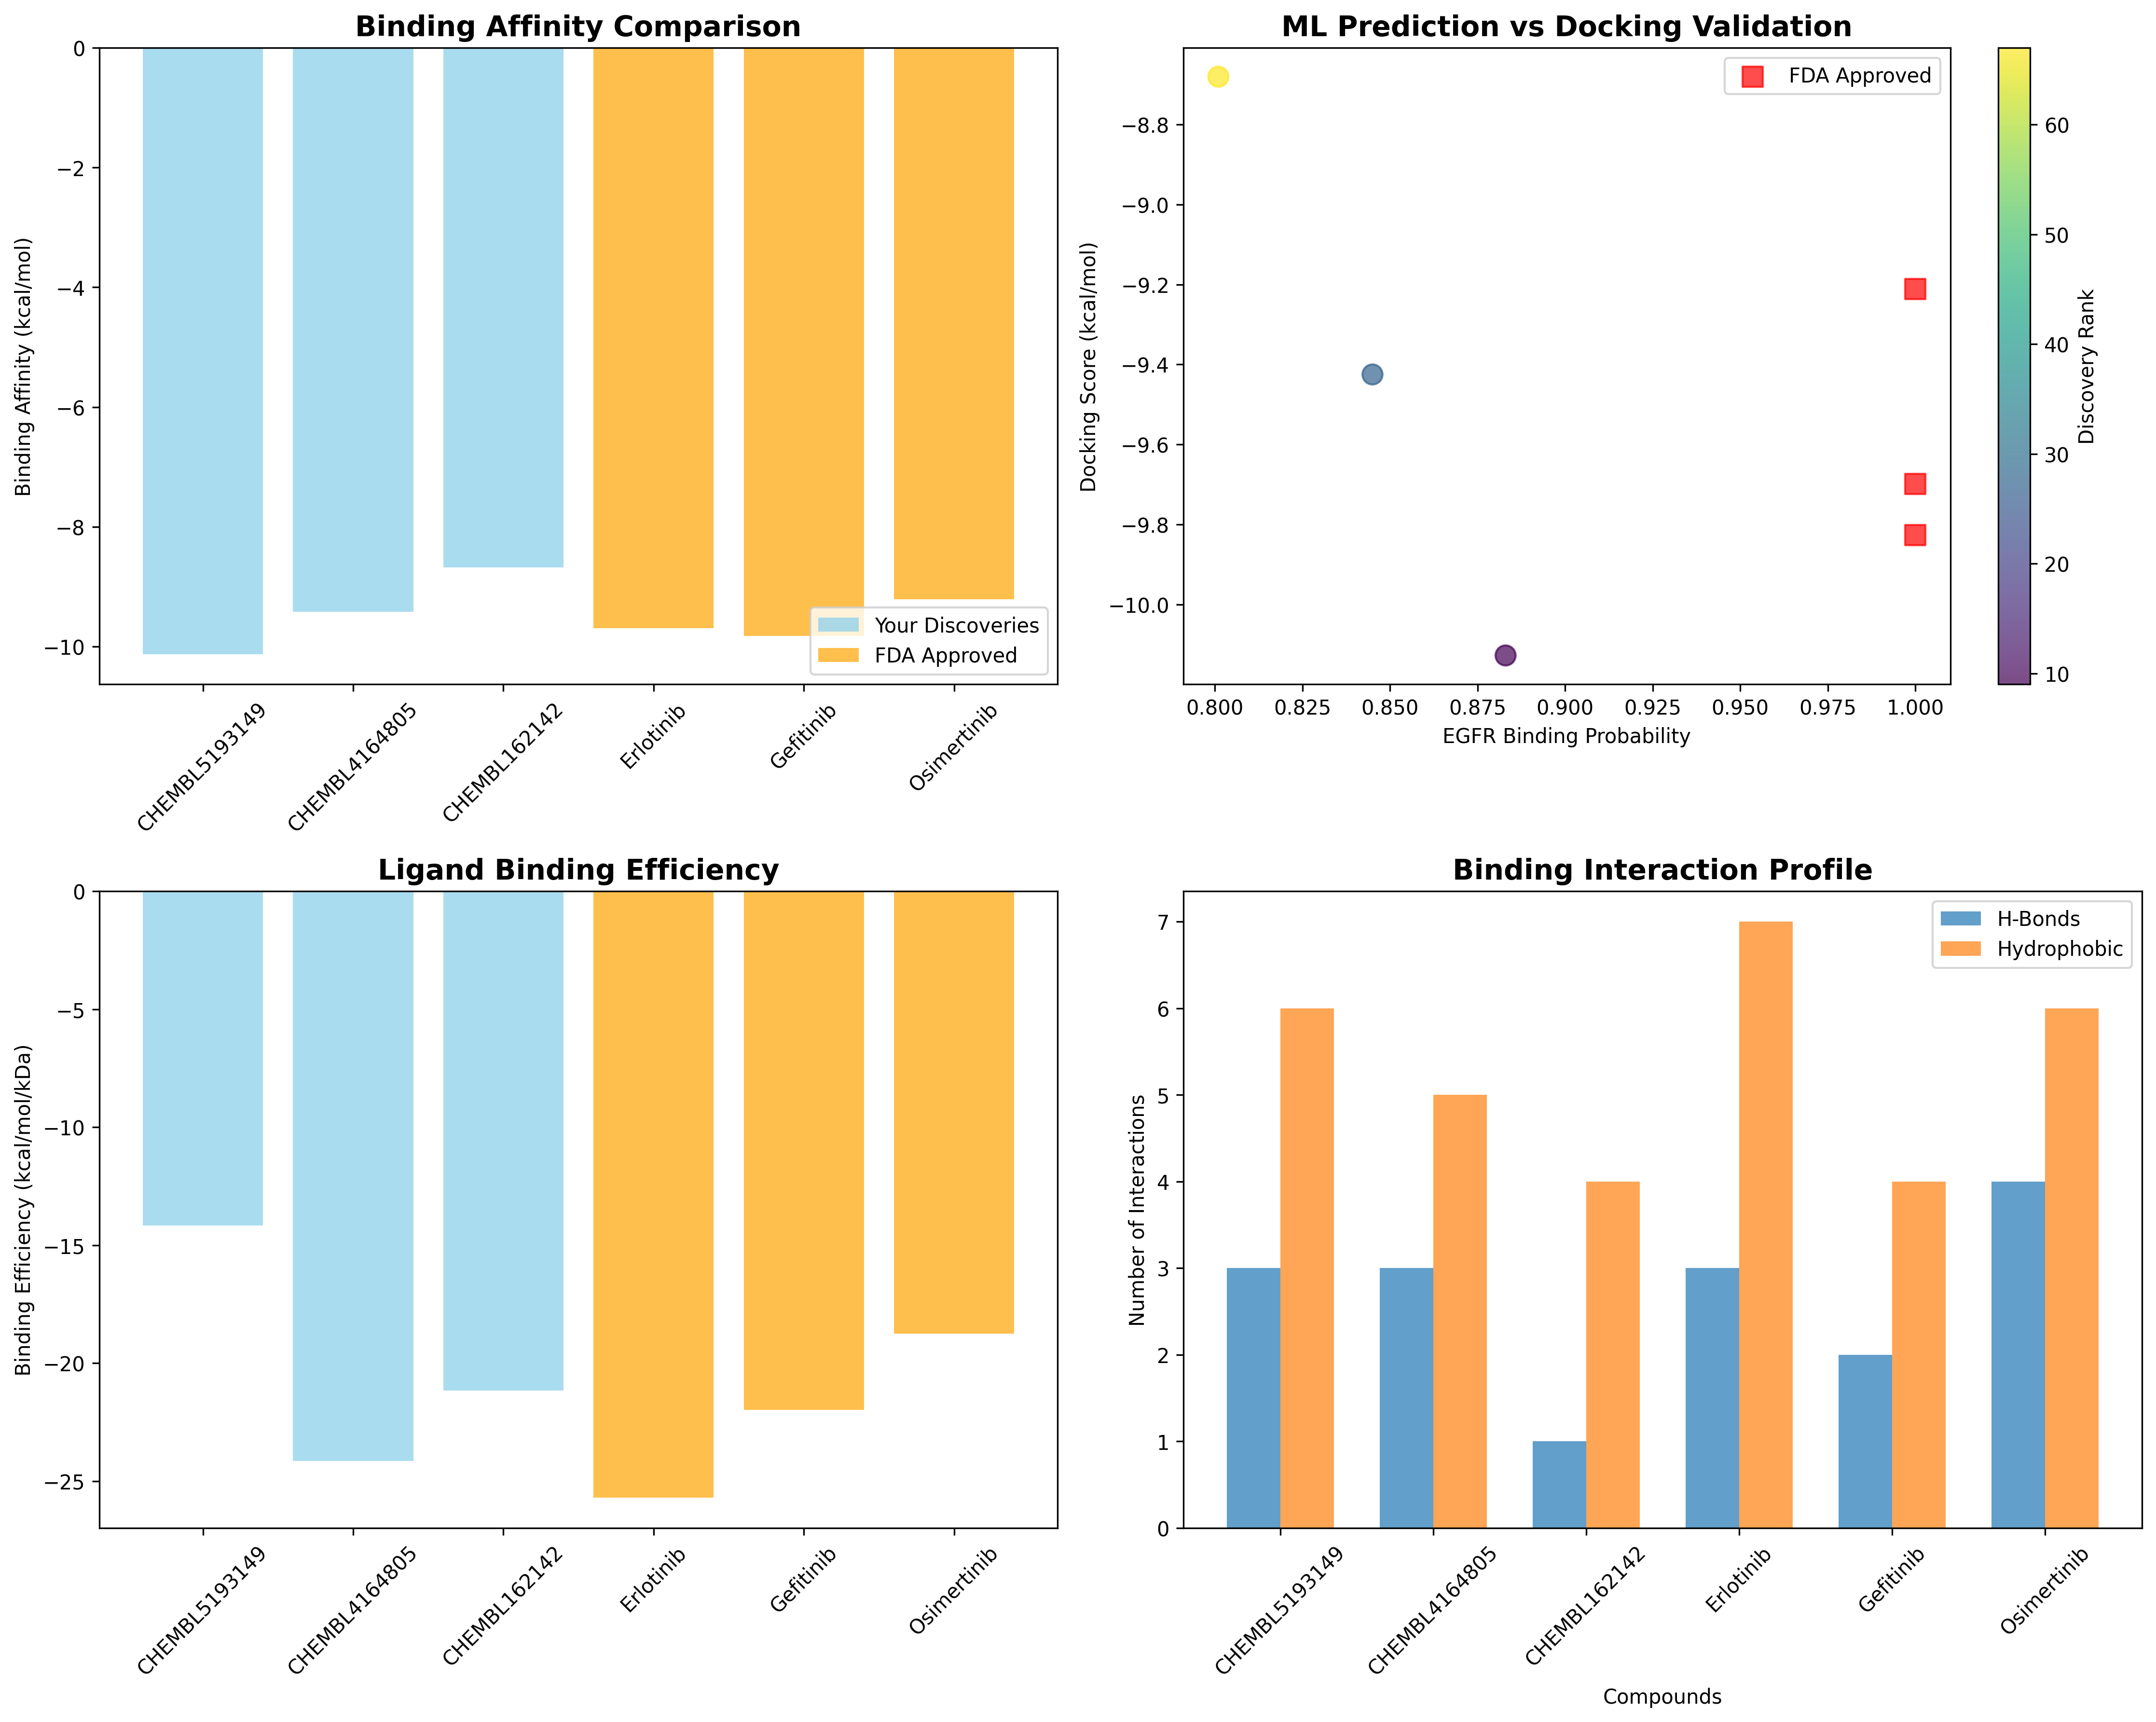 Binding Affinity Comparison
Binding Affinity (kcal/mol)
0
−2
−4
−6
−8
−10
Your Discoveries
FDA Approved
CHEMBL5193149
CHEMBL4164805
CHEMBL162142
Erlotinib
Gefitinib
Osimertinib
ML Prediction vs Docking Validation
Docking Score (kcal/mol)
−8.8
−9.0
−9.2
−9.4
−9.6
−9.8
−10.0
FDA Approved
0.800 0.825 0.850 0.875 0.900 0.925 0.950 0.975 1.000
EGFR Binding Probability
60
50
40
30
20
10
Discovery Rank
Ligand Binding Efficiency
Binding Efficiency (kcal/mol/kDa)
0
−5
−10
−15
−20
−25
CHEMBL5193149
CHEMBL4164805
CHEMBL162142
Erlotinib
Gefitinib
Osimertinib
Binding Interaction Profile
Number of Interactions
7
6
5
4
3
2
1
0
H-Bonds
Hydrophobic
CHEMBL5193149
CHEMBL4164805
CHEMBL162142
Erlotinib
Gefitinib
Osimertinib
Compounds